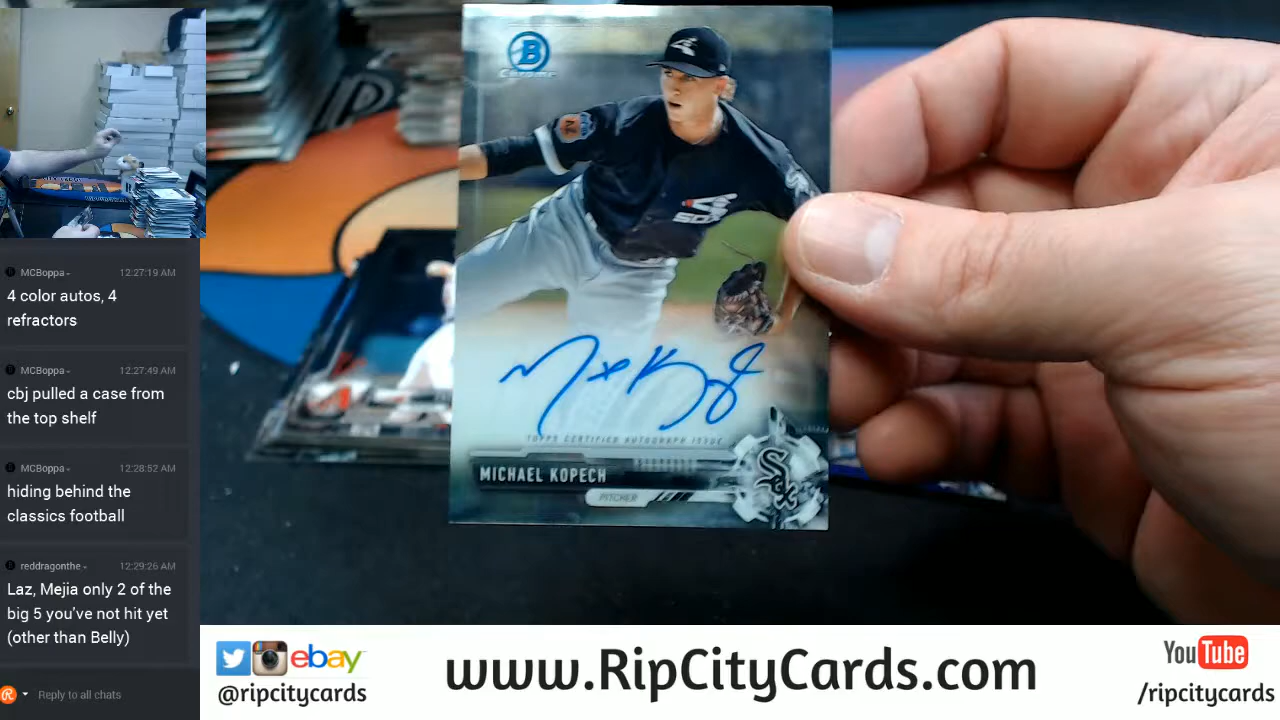 MCBoppa
12:27:19 AM
4 color autos, 4
refractors
MCBoppa
12:27:49 AM
cbj pulled a case from
the top shelf
MCBoppa
12:28:52 AM
hiding behind the
classics football
reddragonthe
12:29:26 AM
Laz, Mejia only 2 of the
big 5 you've not hit yet
(other than Belly)
Reply to all chats
B
Chrome
SOX
TOPPS CERTIFIED AUTOGRAPH ISSUE
MICHAEL KOPECH
PITCHER
Sox
ebay
@ripcitycards
www.RipCityCards.com
YouTube
/ripcitycards